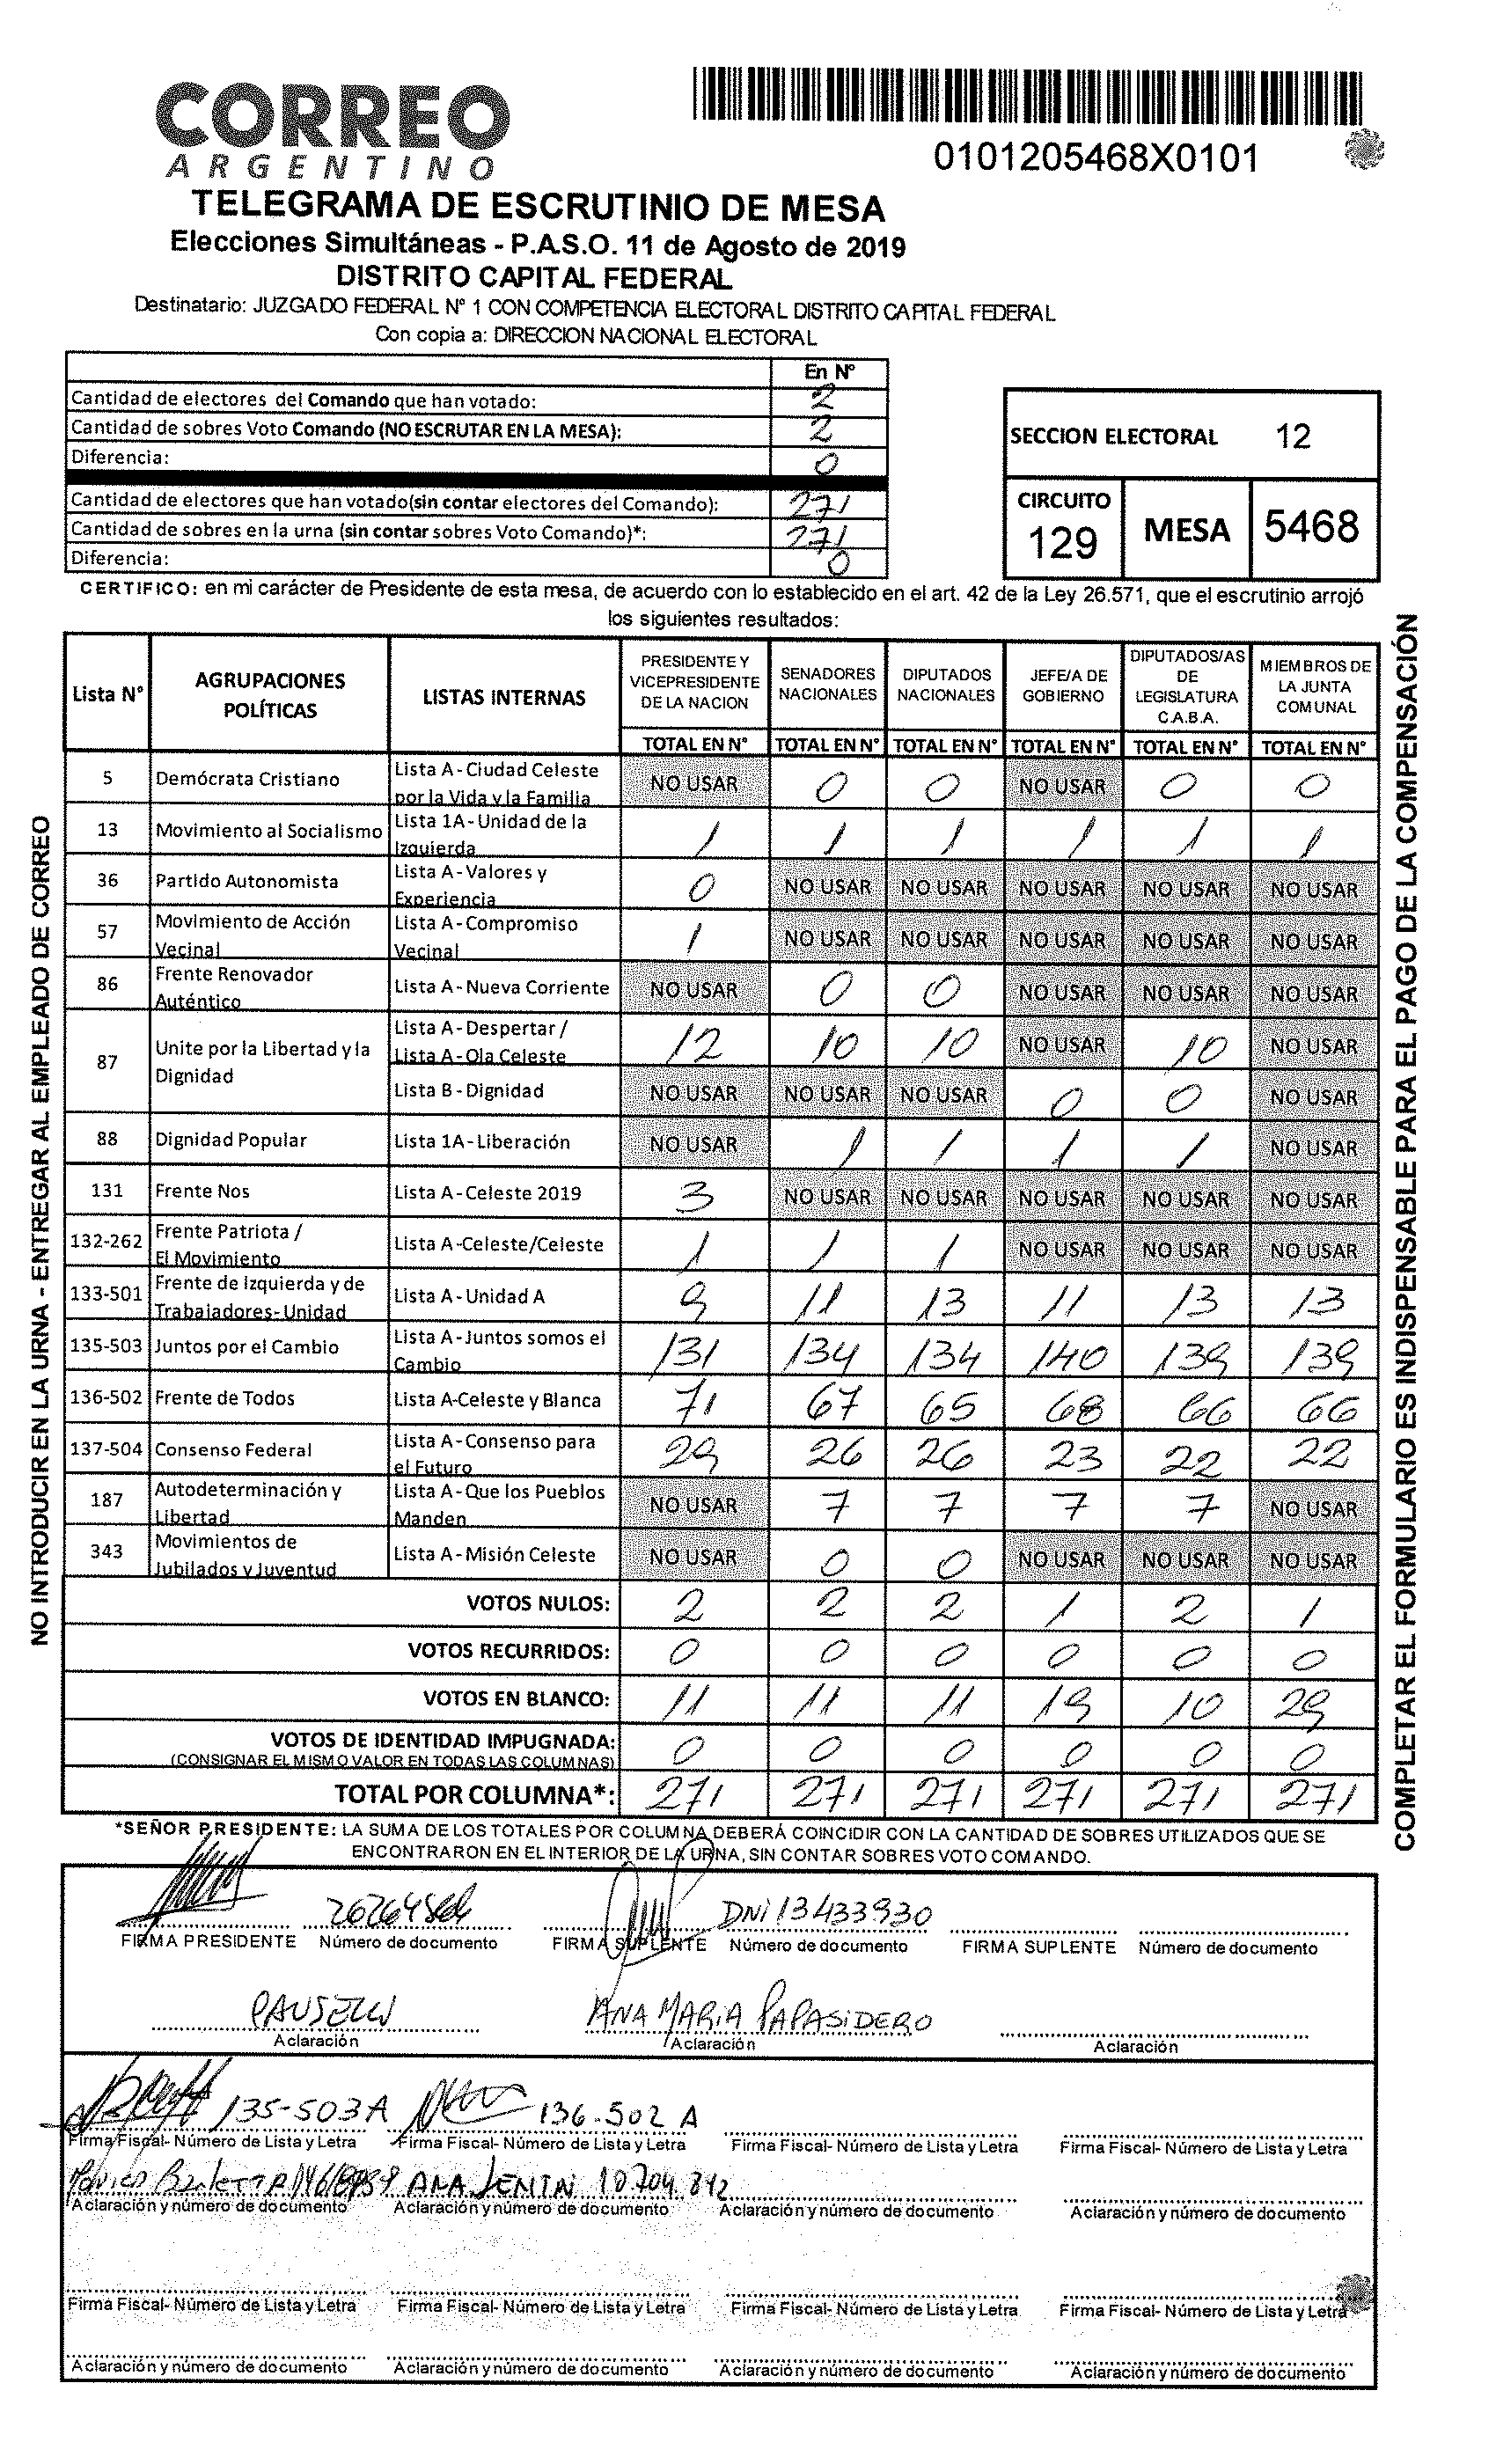 CORREO
ARGENTINO
0101205468X0101
TELEGRAMA DE ESCRUTINIO DE MESA
Elecciones Simultáneas - P.A.S.O. 11 de Agosto de 2019
DISTRITO CAPITAL FEDERAL
Destinatario: JUZGADO FEDERAL N° 1 CON COMPETENCIA ELECTORAL DISTRITO CAPITAL FEDERAL
Con copia a: DIRECCION NACIONAL ELECTORAL
En N°
Cantidad de electores del Comando que han votado: 2
Cantidad de sobres Voto Comando (NO ESCRUTAR EN LA MESA): 2
Diferencia: 0
Cantidad de electores que han votado(sin contar electores del Comando): 271
Cantidad de sobres en la urna (sin contar sobres Voto Comando)*: 271
Diferencia: 0
SECCION ELECTORAL 12
CIRCUITO
129
MESA 5468
CERTIFICO: en mi carácter de Presidente de esta mesa, de acuerdo con lo establecido en el art. 42 de la Ley 26.571, que el escrutinio arrojó
los siguientes resultados:
Lista N° AGRUPACIONES POLÍTICAS LISTAS INTERNAS PRESIDENTE Y VICEPRESIDENTE DE LA NACION SENADORES NACIONALES DIPUTADOS NACIONALES JEFE/A DE GOBIERNO DIPUTADOS/AS DE LEGISLATURA C.A.B.A. MIEMBROS DE LA JUNTA COMUNAL
TOTAL EN N° TOTAL EN N° TOTAL EN N° TOTAL EN N° TOTAL EN N° TOTAL EN N°
5 Demócrata Cristiano Lista A - Ciudad Celeste por la Vida y la Familia NO USAR 0 0 NO USAR 0 0
13 Movimiento al Socialismo Lista 1A - Unidad de la Izquierda 1 1 1 1 1 1
36 Partido Autonomista Lista A - Valores y Experiencia 0 NO USAR NO USAR NO USAR NO USAR NO USAR
57 Movimiento de Acción Vecinal Lista A - Compromiso Vecinal 1 NO USAR NO USAR NO USAR NO USAR NO USAR
86 Frente Renovador Auténtico Lista A - Nueva Corriente NO USAR 0 0 NO USAR NO USAR NO USAR
87 Unite por la Libertad y la Dignidad Lista A - Despertar / Lista A - Ola Celeste 12 10 10 NO USAR 10 NO USAR
Lista B - Dignidad NO USAR NO USAR NO USAR 0 0 NO USAR
88 Dignidad Popular Lista 1A - Liberación NO USAR 1 1 1 1 NO USAR
131 Frente Nos Lista A - Celeste 2019 3 NO USAR NO USAR NO USAR NO USAR NO USAR
132-262 Frente Patriota / El Movimiento Lista A -Celeste/Celeste 1 1 1 NO USAR NO USAR NO USAR
133-501 Frente de Izquierda y de Trabajadores-Unidad Lista A - Unidad A 9 11 13 11 13 13
135-503 Juntos por el Cambio Lista A - Juntos somos el Cambio 131 134 134 140 139 139
136-502 Frente de Todos Lista A-Celeste y Blanca 71 67 65 68 66 66
137-504 Consenso Federal Lista A - Consenso para el Futuro 29 26 26 23 22 22
187 Autodeterminación y Libertad Lista A - Que los Pueblos Manden NO USAR 7 7 7 7 NO USAR
343 Movimientos de Jubilados y Juventud Lista A - Misión Celeste NO USAR 0 0 NO USAR NO USAR NO USAR
VOTOS NULOS: 2 2 2 1 2 1
VOTOS RECURRIDOS: 0 0 0 0 0 0
VOTOS EN BLANCO: 11 11 11 19 10 29
VOTOS DE IDENTIDAD IMPUGNADA: 0 0 0 0 0 0
(CONSIGNAR EL MISMO VALOR EN TODAS LAS COLUMNAS)
TOTAL POR COLUMNA*: 271 271 271 271 271 271
*SEÑOR PRESIDENTE: LA SUMA DE LOS TOTALES POR COLUMNA DEBERÁ COINCIDIR CON LA CANTIDAD DE SOBRES UTILIZADOS QUE SE
ENCONTRARON EN EL INTERIOR DE LA URNA, SIN CONTAR SOBRES VOTO COMANDO.
DNI 13433930
FIRMA PRESIDENTE Número de documento FIRMA SUPLENTE Número de documento FIRMA SUPLENTE Número de documento
ANA MARIA PAPASIDERO
Aclaración Aclaración Aclaración
135-503 A 136-502 A
Firma Fiscal- Número de Lista y Letra Firma Fiscal- Número de Lista y Letra Firma Fiscal- Número de Lista y Letra Firma Fiscal- Número de Lista y Letra
ANA 10.704.842
Aclaración y número de documento Aclaración y número de documento Aclaración y número de documento Aclaración y número de documento
Firma Fiscal- Número de Lista y Letra Firma Fiscal- Número de Lista y Letra Firma Fiscal- Número de Lista y Letra Firma Fiscal- Número de Lista y Letra
Aclaración y número de documento Aclaración y número de documento Aclaración y número de documento Aclaración y número de documento
NO INTRODUCIR EN LA URNA - ENTREGAR AL EMPLEADO DE CORREO
COMPLETAR EL FORMULARIO ES INDISPENSABLE PARA EL PAGO DE LA COMPENSACIÓN